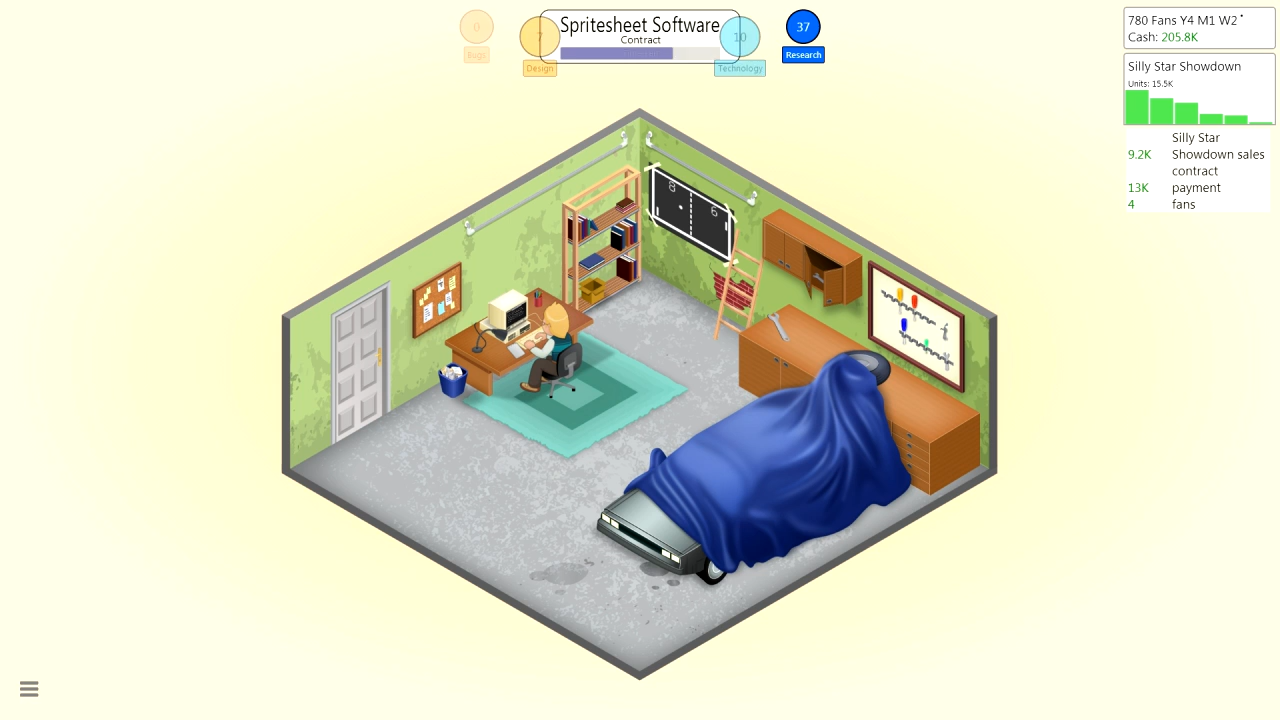 0
Bugs
7
Design
Spritesheet Software
Contract
10
Technology
37
Research
780 Fans Y4 M1 W2
Cash: 205.8K
Silly Star Showdown
Units: 15.5K
Silly Star
9.2K Showdown sales
contract
13K payment
4 fans